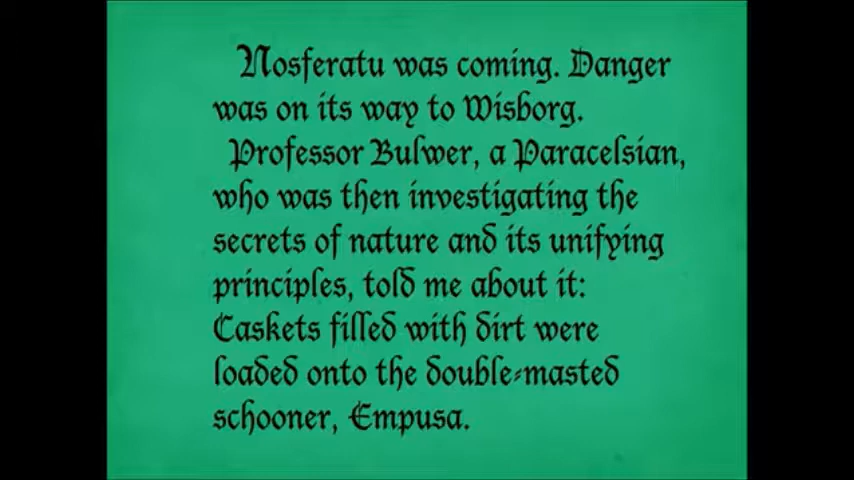 Nosferatu was coming. Danger
was on its way to Wisborg.
Professor Bulwer, a Paracelsian,
who was then investigating the
secrets of nature and its unifying
principles, told me about it:
Caskets filled with dirt were
loaded onto the double-masted
schooner, Empusa.